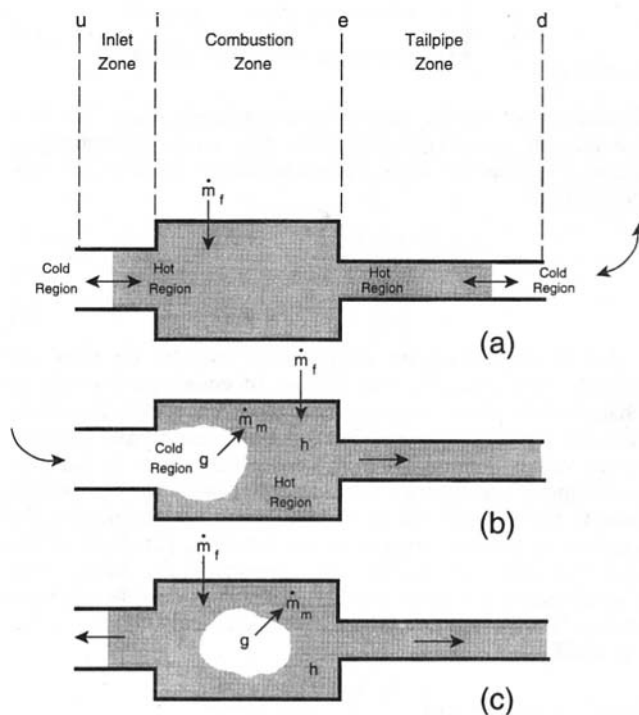 u i e d
Inlet Combustion Tailpipe
Zone Zone Zone
ṁf
Cold Hot Hot Cold
Region Region Region Region
(a)
ṁf
ṁm
Cold h
Region g
Hot
Region
(b)
ṁf
ṁm
g
h
(c)